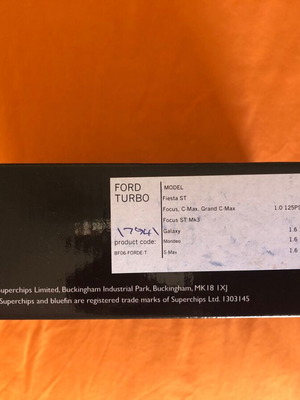 FORD
TURBO
17941
product code:
BF06-FORDE-T
MODEL
Fiesta ST
Focus, C-Max, Grand C-Max 1.0 125PS
Focus ST Mk3
Galaxy 1.6
Mondeo 1.6
S-Max 1.6
uperchips Limited, Buckingham Industrial Park, Buckingham, MK18 1XJ
Superchips and bluefin are registered trade marks of Superchips Ltd. 1303145